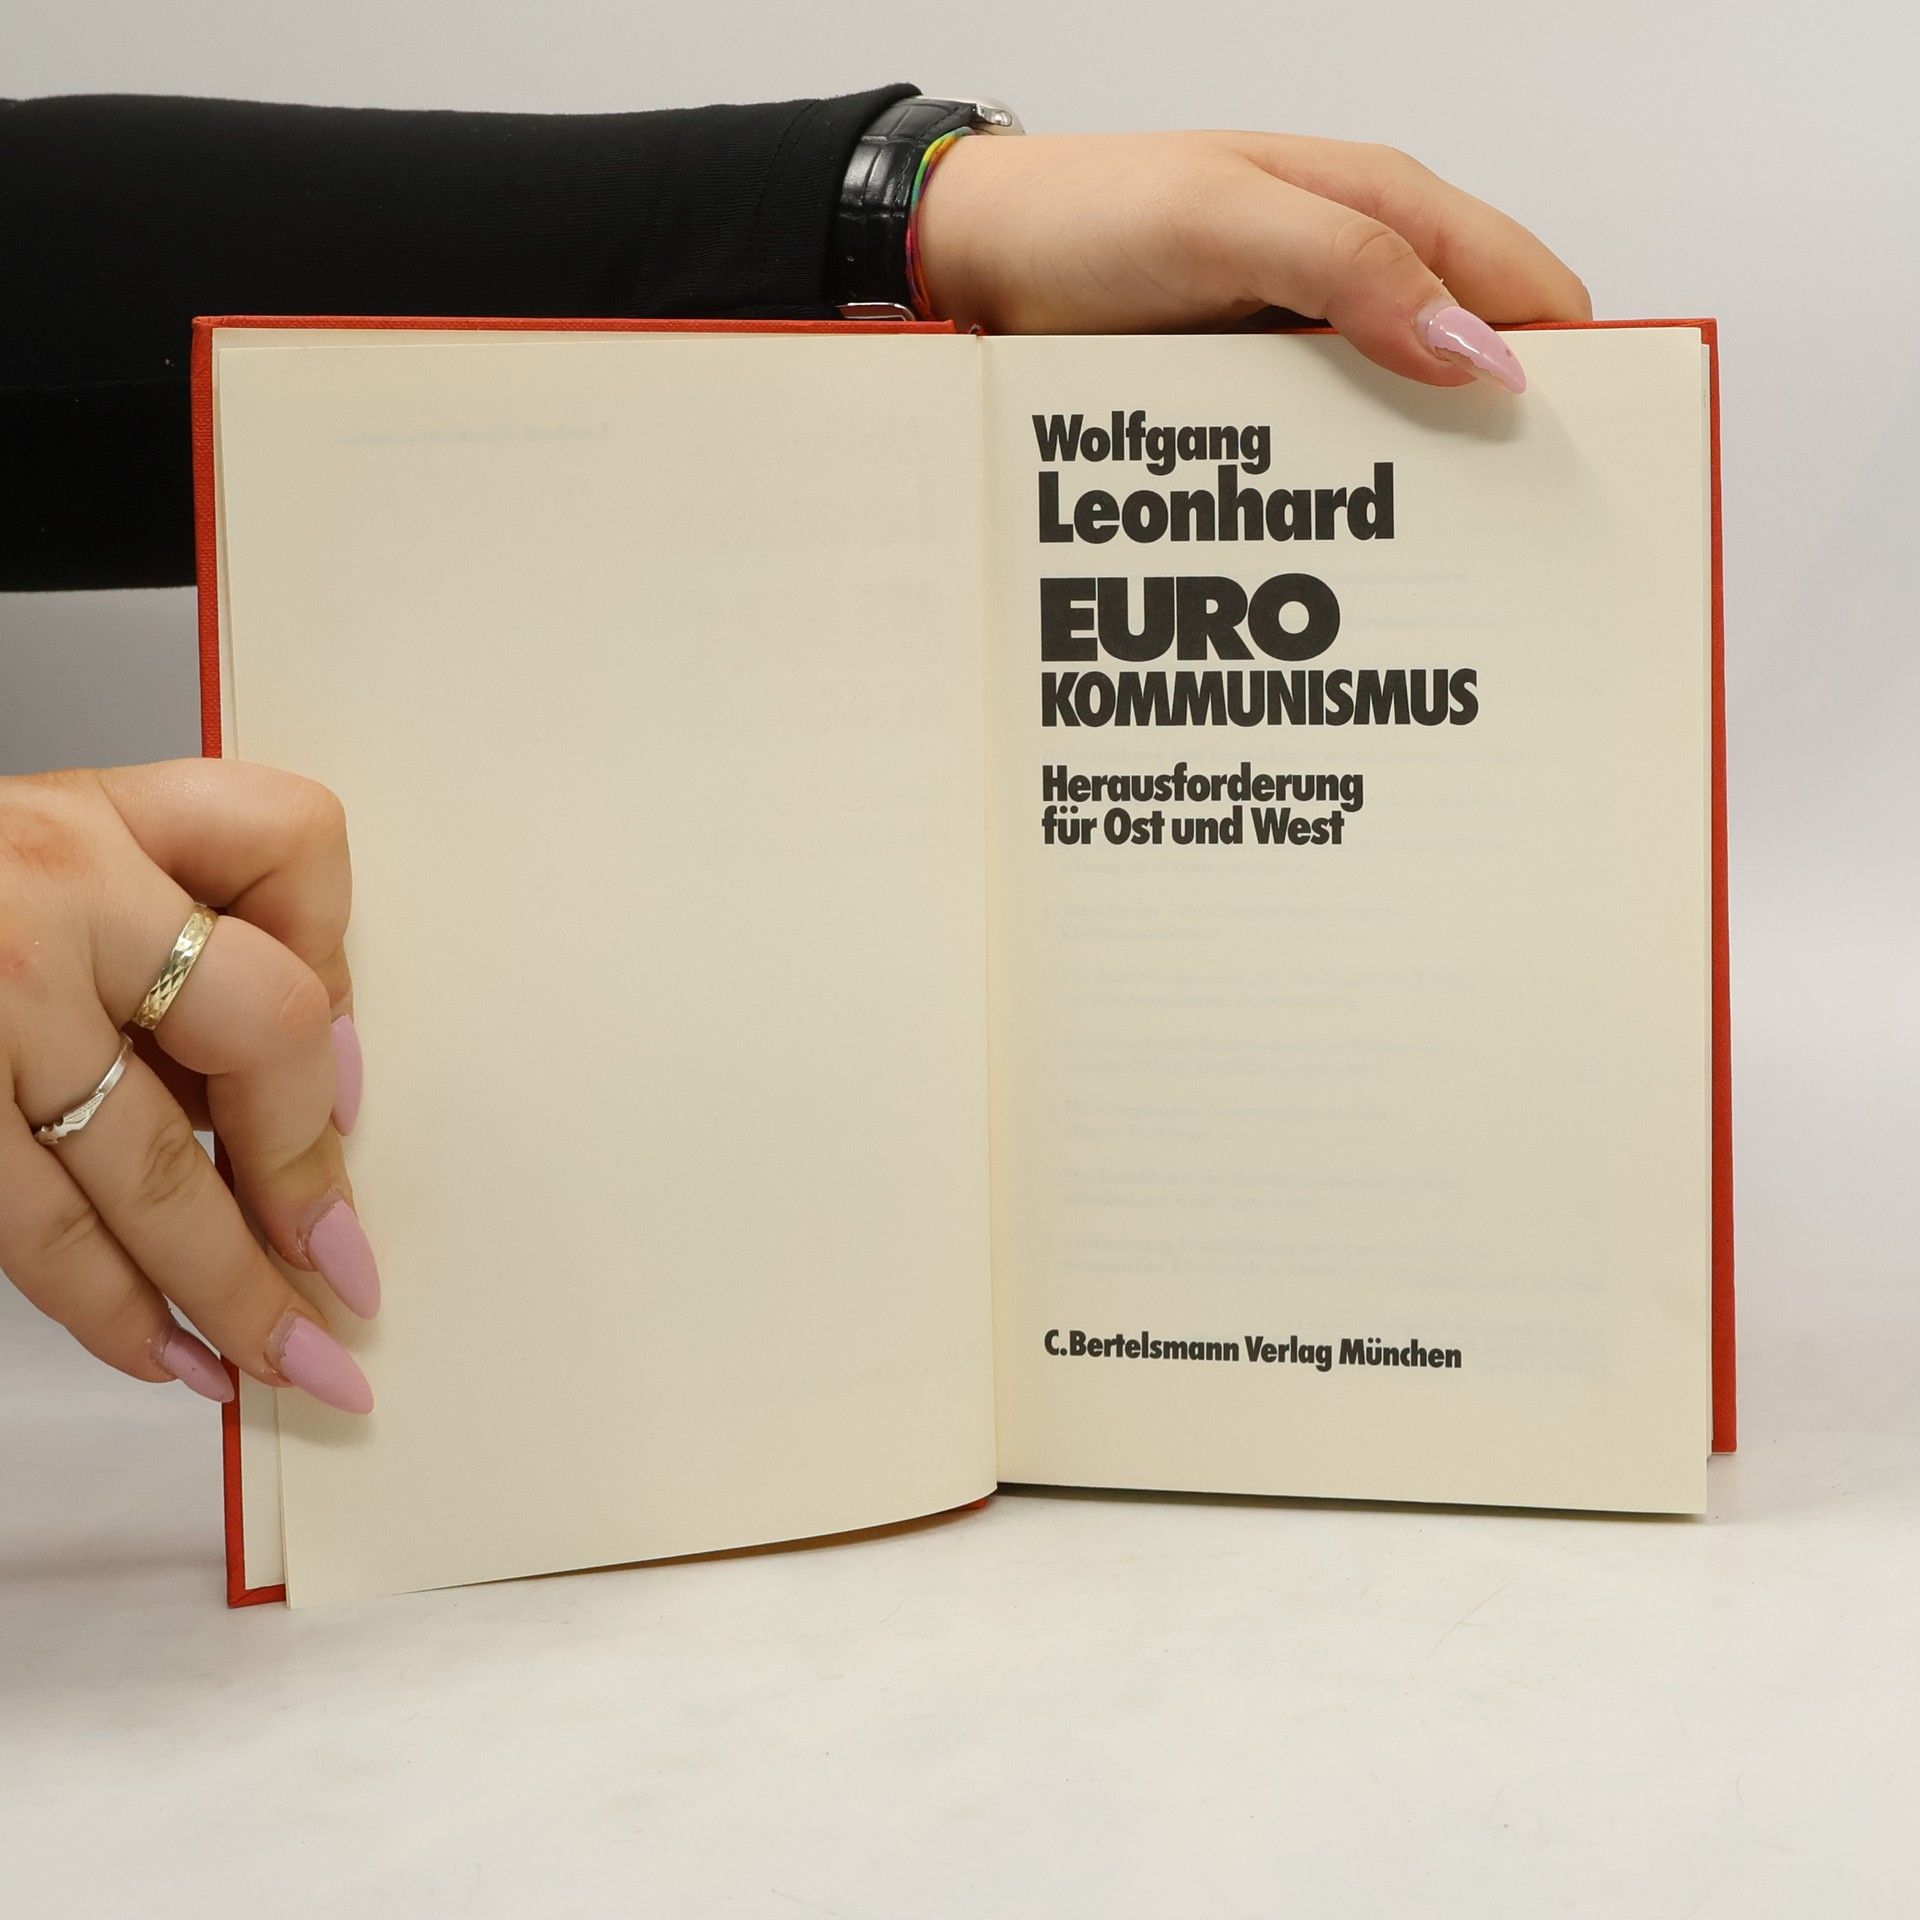 Wolfgang
Leonhard
EURO
KOMMUNISMUS
Herausforderung
für Ost und West
C. Bertelsmann Verlag München